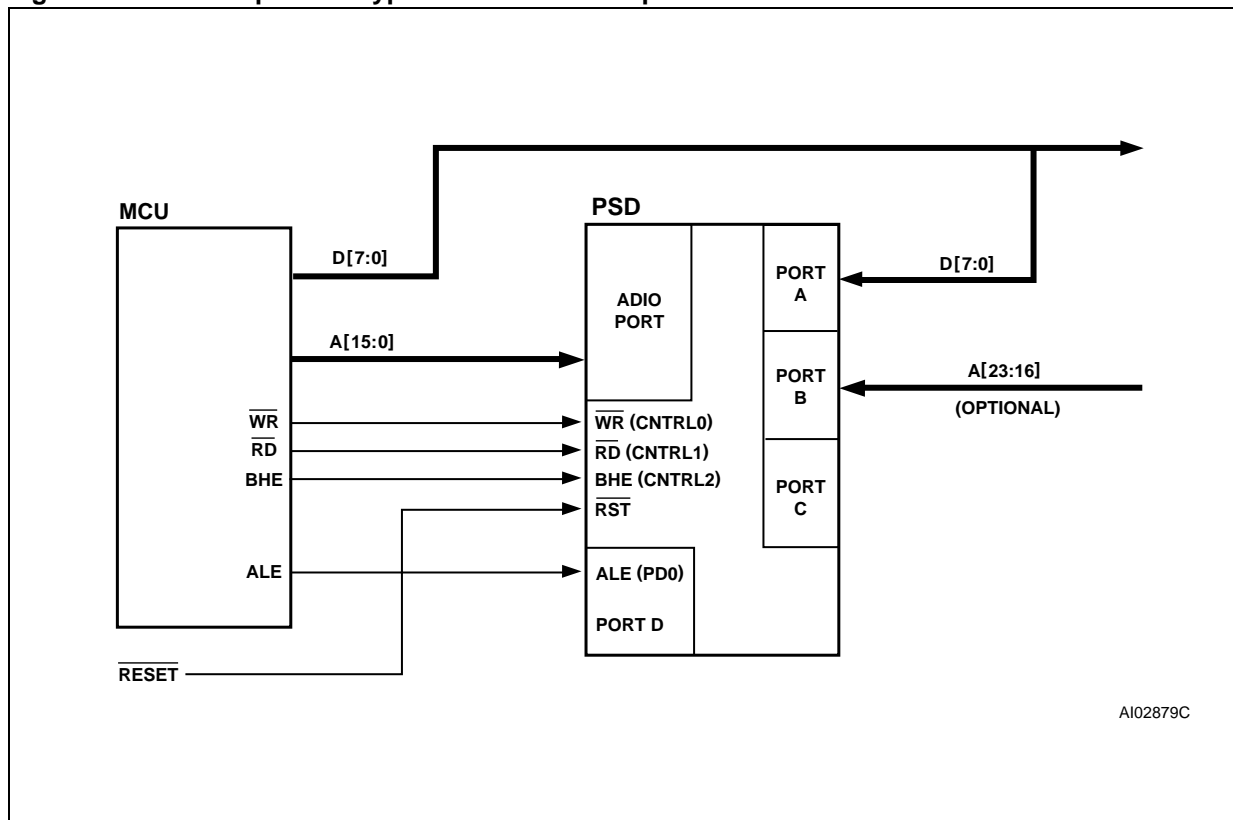 MCU
PSD
D[7:0]
D[7:0]
ADIO
PORT
PORT
A
A[15:0]
PORT
B
A[23:16]
(OPTIONAL)
WR
WR (CNTRL0)
RD
RD (CNTRL1)
BHE
BHE (CNTRL2)
PORT
C
RST
ALE
ALE (PD0)
PORT D
RESET
AI02879C